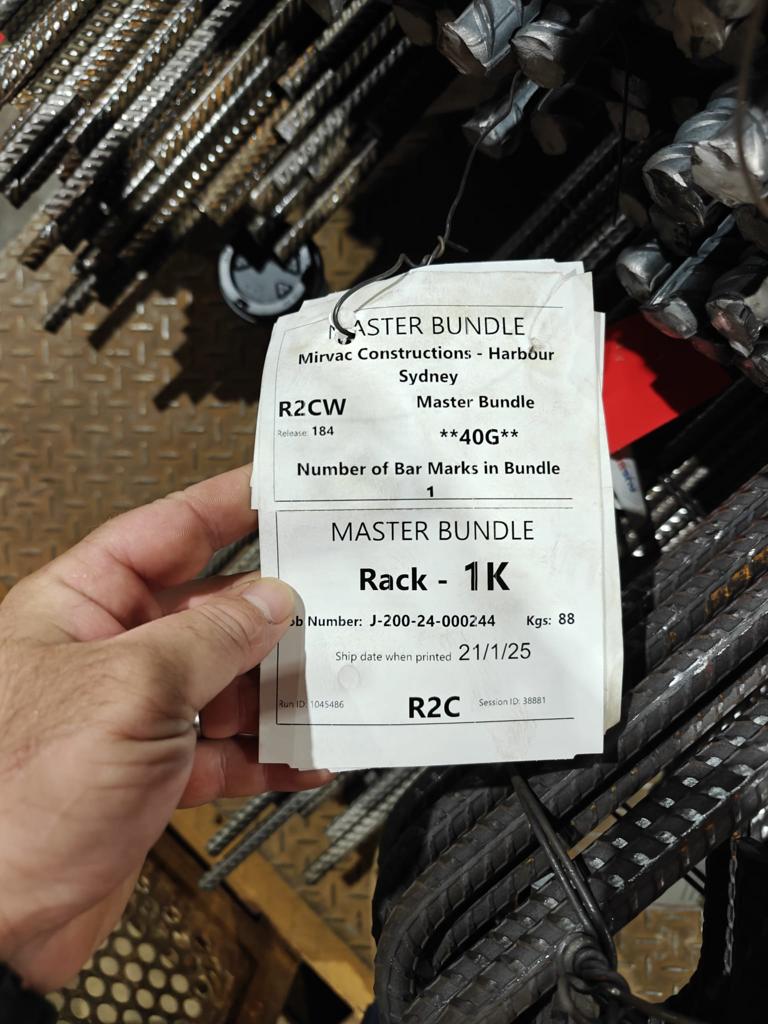 MASTER BUNDLE
Mirvac Constructions - Harbour
Sydney
R2CW Master Bundle
Release: 184 **40G**
Number of Bar Marks in Bundle
1
MASTER BUNDLE
Rack - 1K
ob Number: J-200-24-000244 Kgs: 88
Ship date when printed 21/1/25
Run ID: 1045486 R2C Session ID: 38881